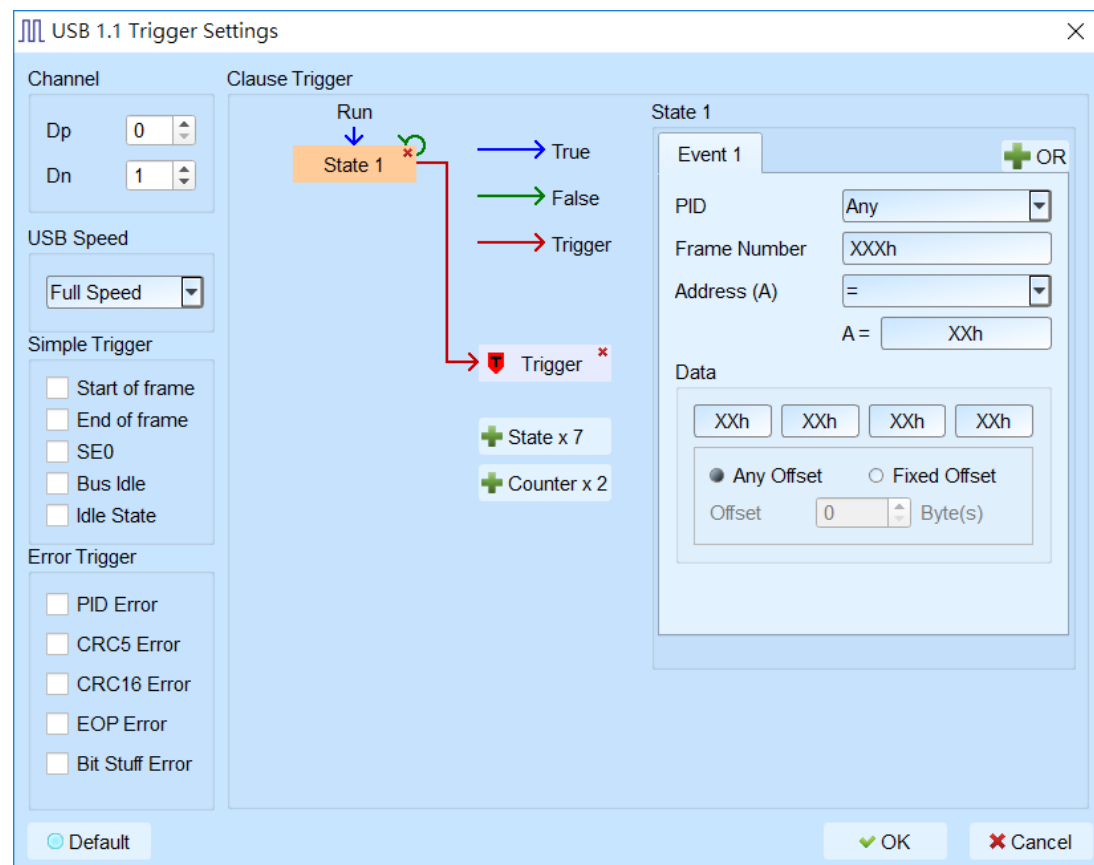 USB 1.1 Trigger Settings
Channel
Dp 0
Dn 1
USB Speed
Full Speed
Simple Trigger
Start of frame
End of frame
SE0
Bus Idle
Idle State
Error Trigger
PID Error
CRC5 Error
CRC16 Error
EOP Error
Bit Stuff Error
Clause Trigger
Run
State 1
True
False
Trigger
T Trigger
State x 7
Counter x 2
State 1
Event 1
OR
PID Any
Frame Number XXXh
Address (A) =
A = XXh
Data
XXh XXh XXh XXh
Any Offset Fixed Offset
Offset 0 Byte(s)
Default
OK
Cancel